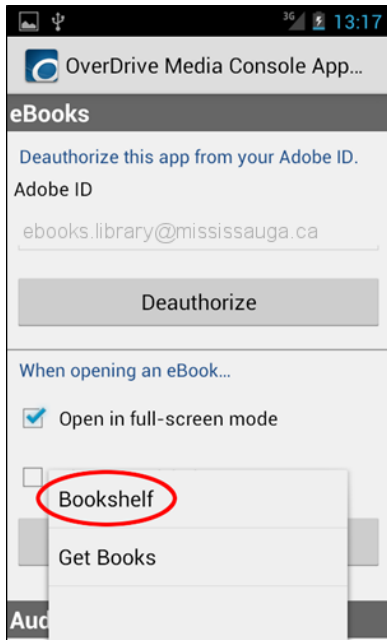 3G 13:17
OverDrive Media Console App...
eBooks
Deauthorize this app from your Adobe ID.
Adobe ID
ebooks.library@mississauga.ca
Deauthorize
When opening an eBook...
Open in full-screen mode
Bookshelf
Get Books
Aud